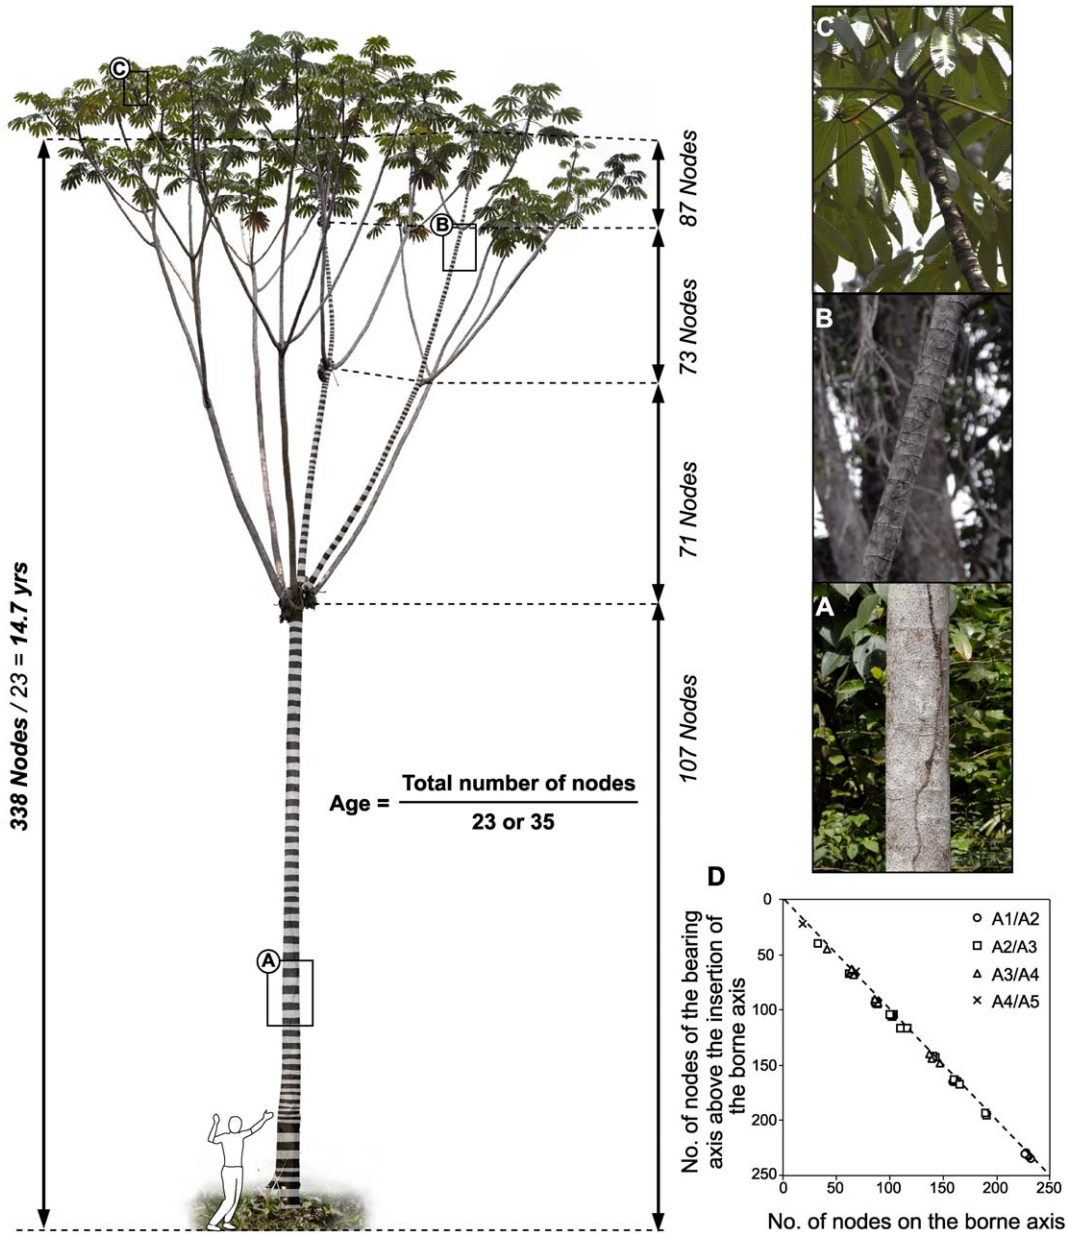 C
87 Nodes
B
73 Nodes
71 Nodes
338 Nodes / 23 = 14.7 yrs
107 Nodes
Age = Total number of nodes
23 or 35
A
C
B
A
D
No. of nodes of the bearing
axis above the insertion of
the borne axis
0
50
100
150
200
250
A1/A2
A2/A3
A3/A4
A4/A5
0 50 100 150 200 250
No. of nodes on the borne axis